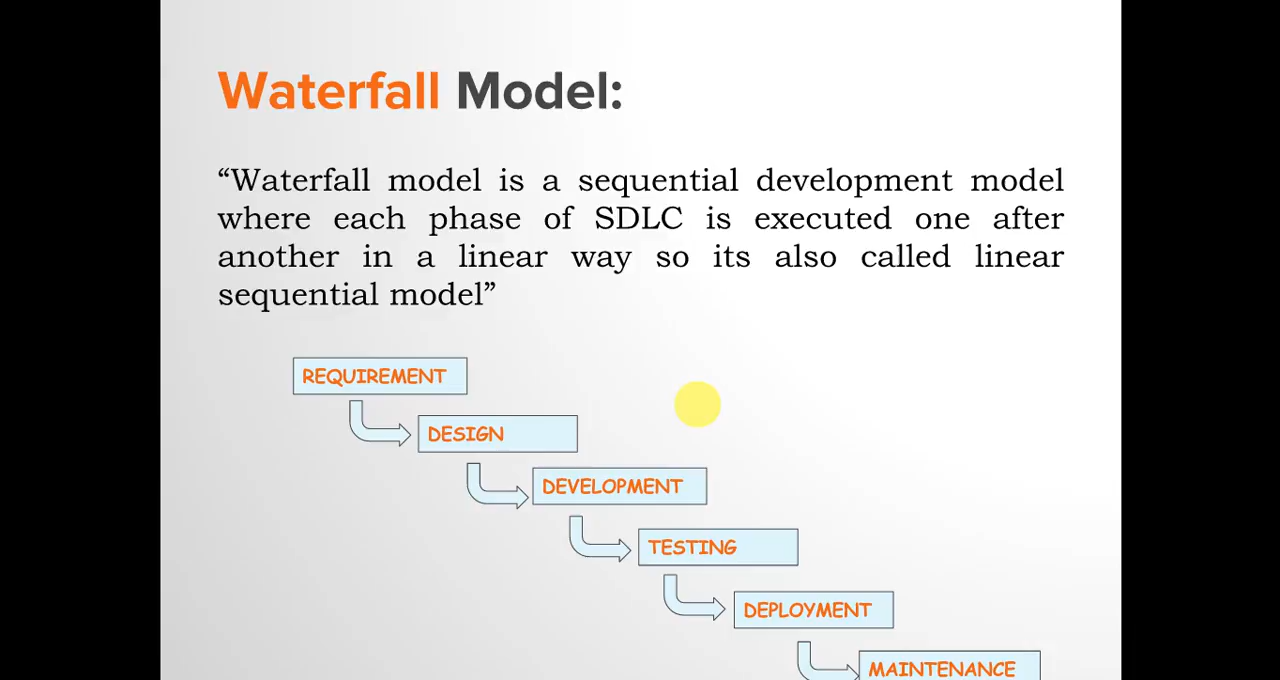 Waterfall Model:
“Waterfall model is a sequential development model
where each phase of SDLC is executed one after
another in a linear way so its also called linear
sequential model”
REQUIREMENT
DESIGN
DEVELOPMENT
TESTING
DEPLOYMENT
MAINTENANCE